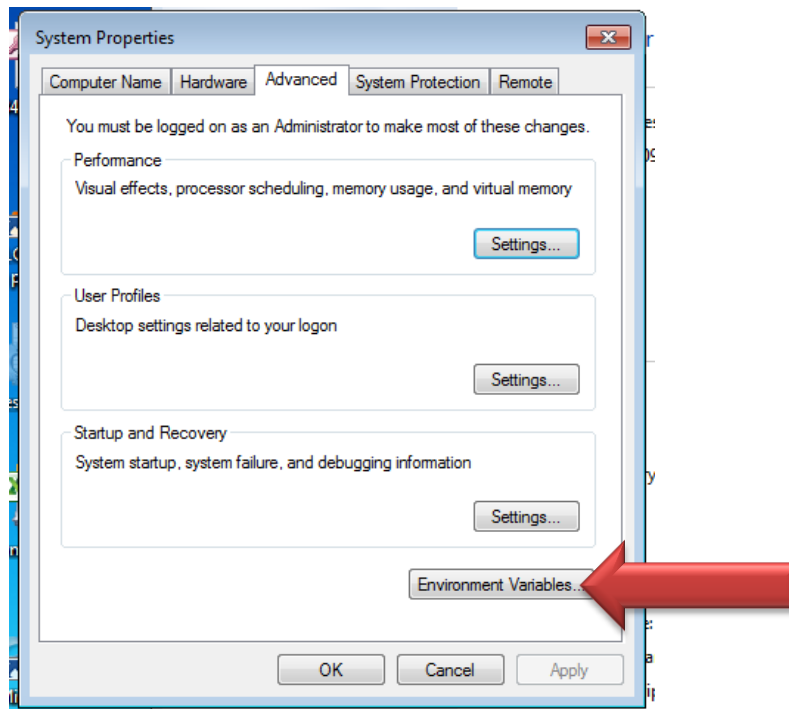 System Properties
Computer Name Hardware Advanced System Protection Remote
You must be logged on as an Administrator to make most of these changes.
Performance
Visual effects, processor scheduling, memory usage, and virtual memory
Settings...
User Profiles
Desktop settings related to your logon
Settings...
Startup and Recovery
System startup, system failure, and debugging information
Settings...
Environment Variables...
OK Cancel Apply